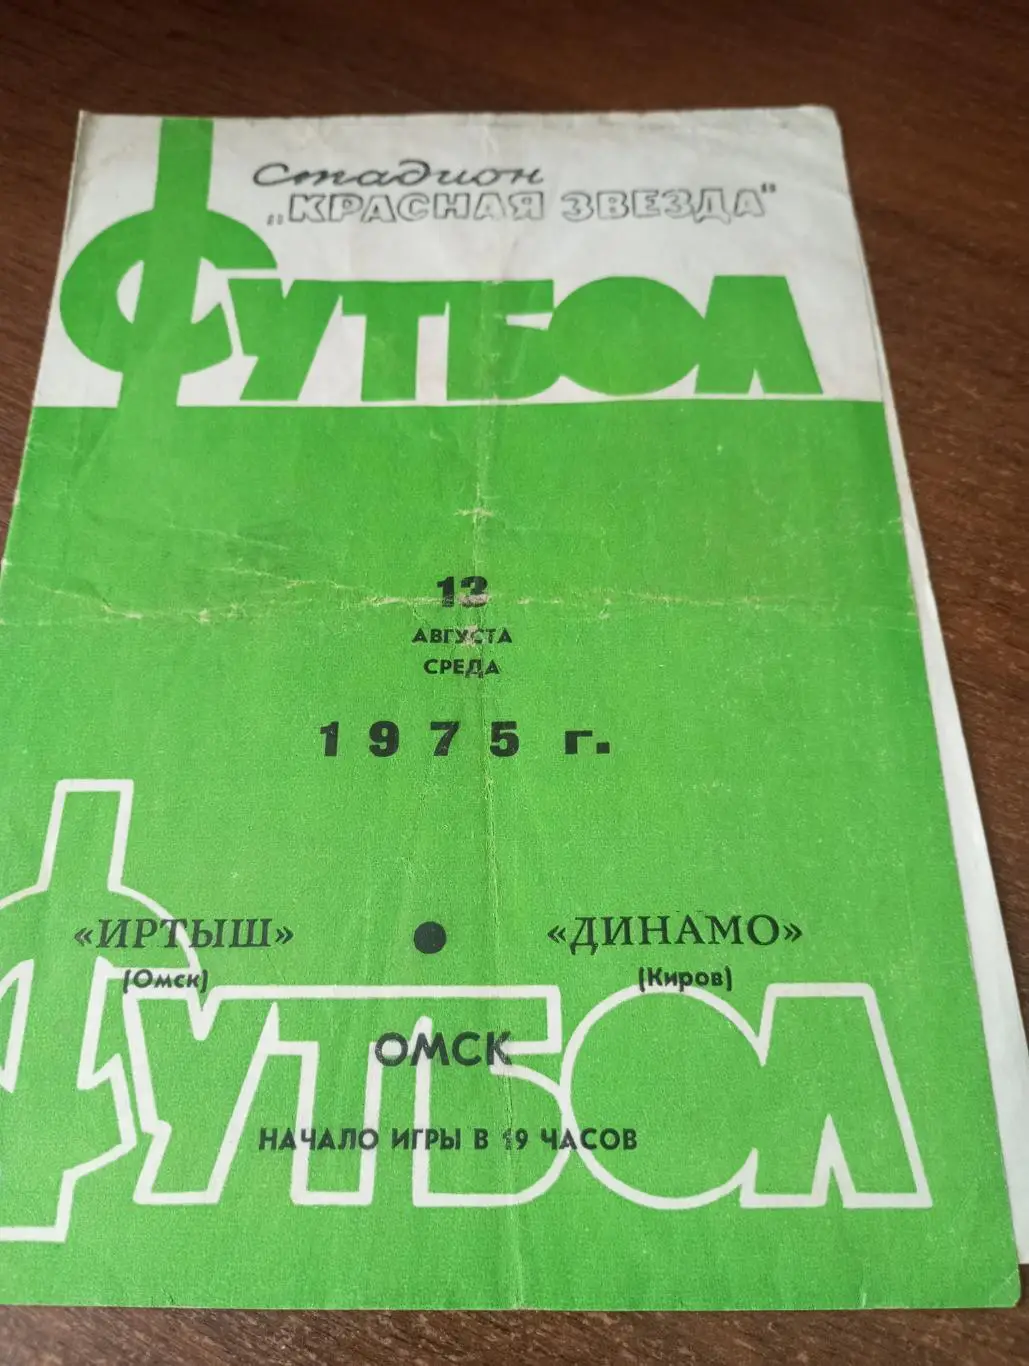 Стадион
„КРАСНАЯ ЗВЕЗДА"
ФУТБОЛ
13
АВГУСТА
СРЕДА
1975 г.
«ИРТЫШ» ● «ДИНАМО»
(Омск) (Киров)
ОМСК
ФУТБОЛ
НАЧАЛО ИГРЫ В 19 ЧАСОВ